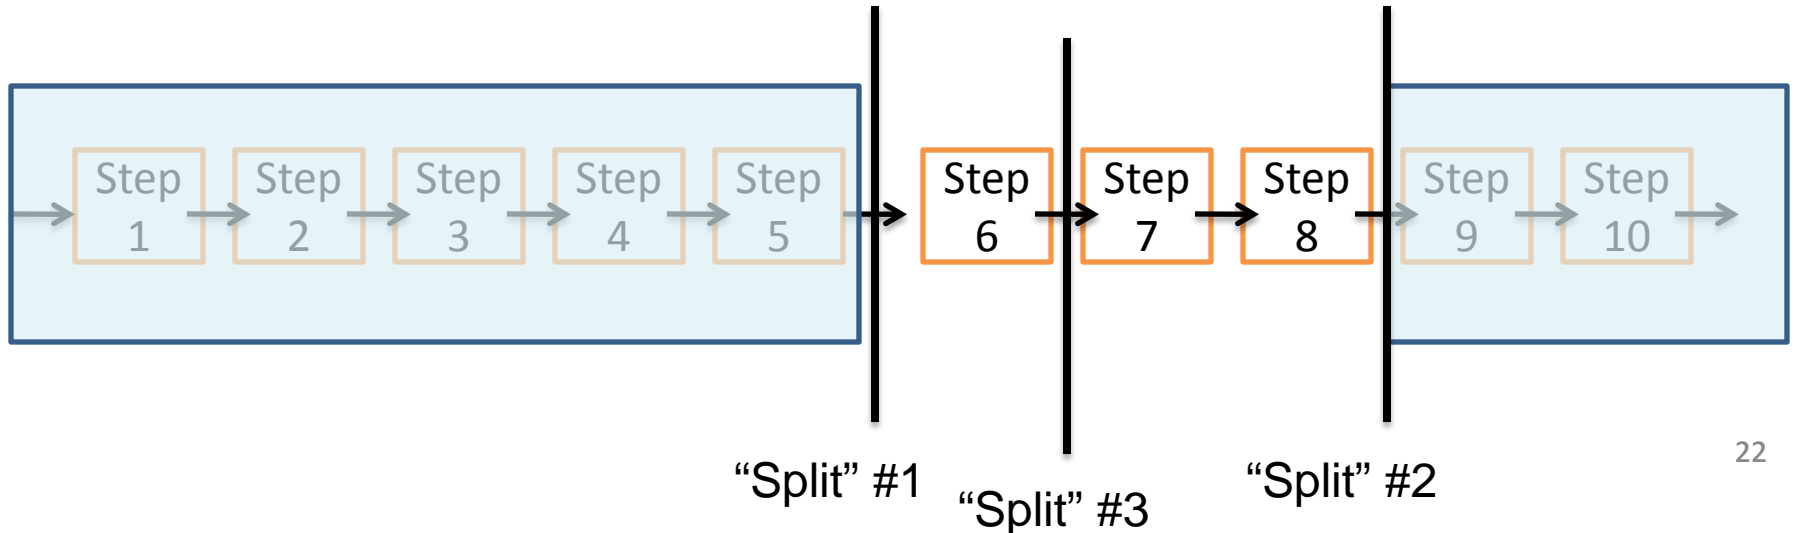 Step
1
Step
2
Step
3
Step
4
Step
5
Step
6
Step
7
Step
8
Step
9
Step
10
“Split” #1
“Split” #3
“Split” #2
22